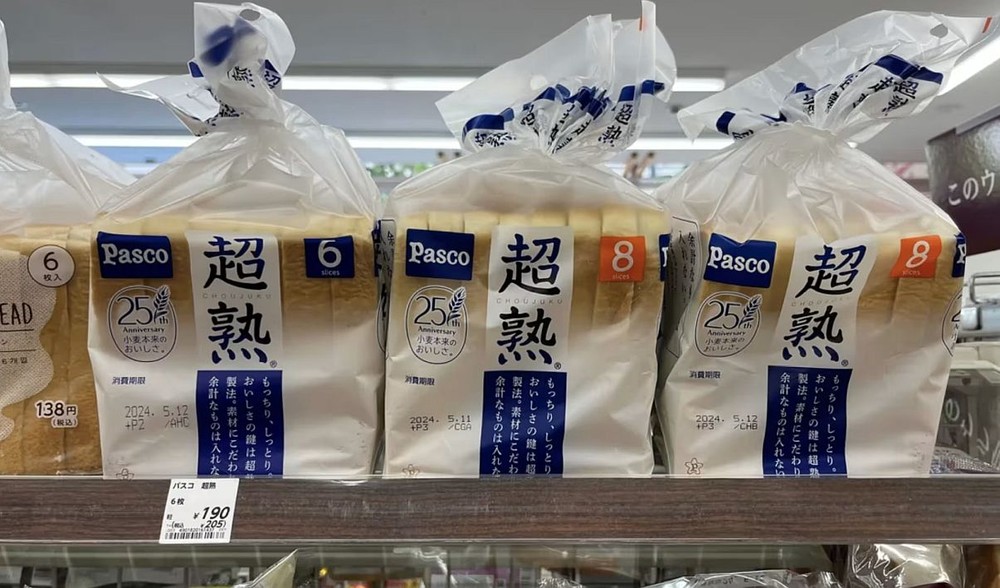 6
枚入
EAD
138円
(税込)
Pasco
超熟
CHOUJUKU
6
slices
25th
Anniversary
小麦本来の
おいしさ。
消費期限
2024. 5.12
+P2 /AHC
もっちり、しっとり。
おいしさの鍵は超熟
製法。素材にこだわり
余計なものは入れな
Pasco
超熟
CHOUJUKU
8
slices
25th
Anniversary
小麦本来の
おいしさ。
消費期限
2024. 5.11
+P3 /CGA
もっちり、しっとり。
おいしさの鍵は超熟
製法。素材にこだわ
余計なものは入れな
Pasco
超熟
8
slices
25th
Anniversary
小麦本来の
おいしさ。
消費期限
2024. 5.12
+P3 /CHB
もっちり、しっとり。
おいしさの鍵は超熟
製法。素材にこだわり
余計なものは入れな
このウ
パスコ 超熟
6枚
¥190
(税込 ¥205)